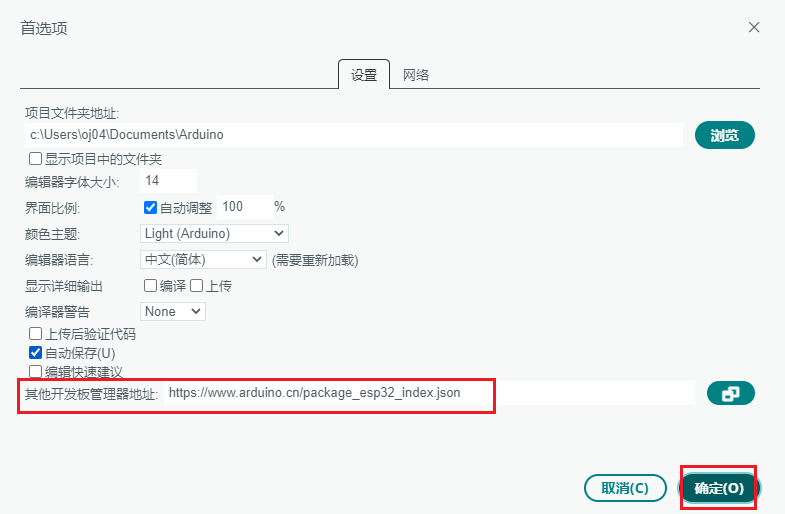 首选项
设置 网络
项目文件夹地址:
c:\Users\oj04\Documents\Arduino 浏览
显示项目中的文件夹
编辑器字体大小: 14
界面比例: 自动调整 100 %
颜色主题: Light (Arduino)
编辑器语言: 中文(简体) (需要重新加载)
显示详细输出 编译 上传
编译器警告 None
上传后验证代码
自动保存(U)
编辑快速建议
其他开发板管理器地址: https://www.arduino.cn/package_esp32_index.json
取消(C) 确定(O)